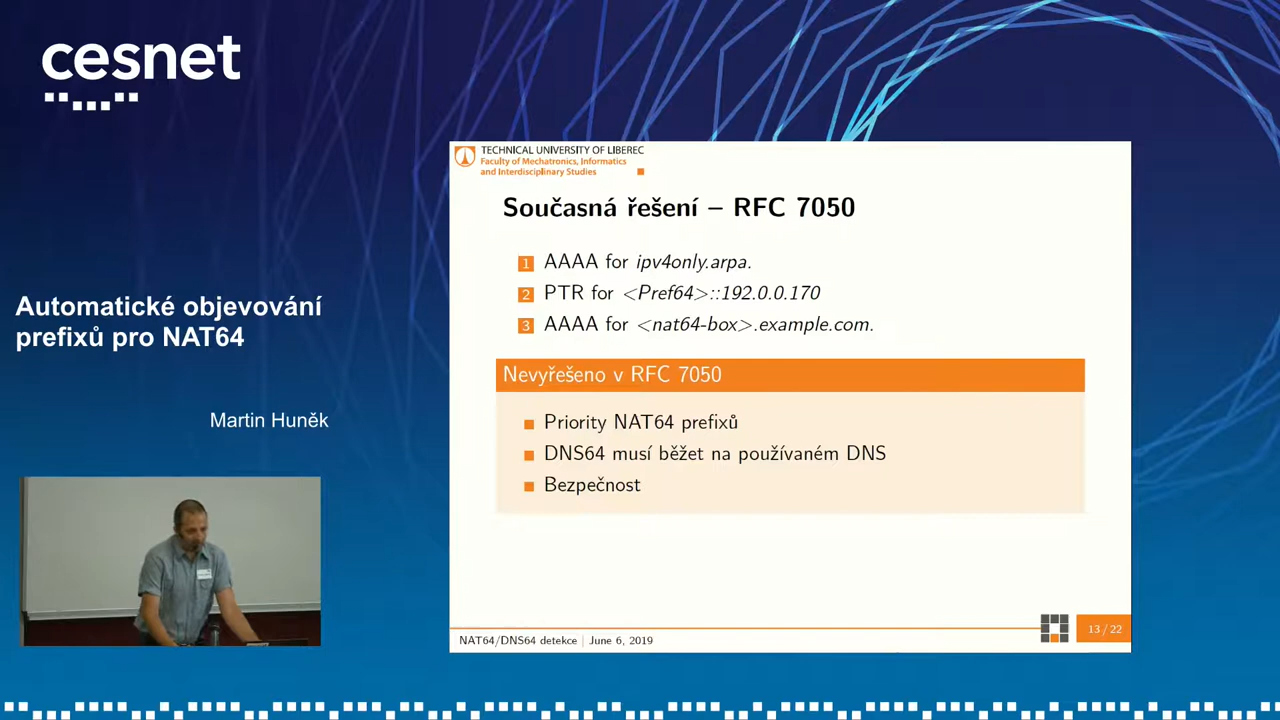 cesnet
TECHNICAL UNIVERSITY OF LIBEREC
Faculty of Mechatronics, Informatics
and Interdisciplinary Studies
Současná řešení – RFC 7050
1 AAAA for ipv4only.arpa.
2 PTR for <Pref64>::192.0.0.170
3 AAAA for <nat64-box>.example.com.
Nevyřešeno v RFC 7050
Priority NAT64 prefixů
DNS64 musí běžet na používaném DNS
Bezpečnost
NAT64/DNS64 detekce | June 6, 2019
13 / 22
Automatické objevování
prefixů pro NAT64
Martin Huněk